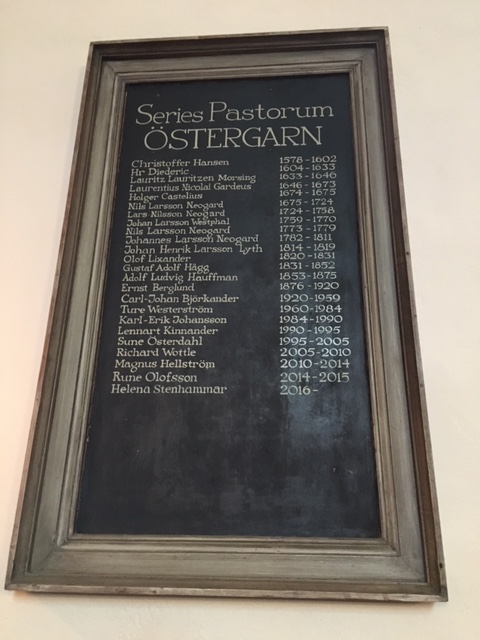 Series Pastorum
ÖSTERGARN
Christoffer Hansen 1578-1602
Hr Diederic 1604-1633
Lauritz Lauritzen Morsing 1633-1646
Laurentius Nicolai Gardeus 1646-1673
Holger Castelius 1674-1675
Nils Larsson Neogard 1675-1724
Lars Nilsson Neogard 1724-1758
Johan Larsson Westphal 1759-1770
Nils Larsson Neogard 1773-1779
Johannes Larsson Neogard 1782-1811
Johan Henrik Larsson Lyth 1814-1819
Olof Lixander 1820-1831
Gustaf Adolf Hägg 1831-1852
Adolf Ludvig Hauffman 1853-1875
Ernst Berglund 1876-1920
Carl-Johan Björkander 1920-1959
Ture Westerström 1960-1984
Karl-Erik Johansson 1984-1990
Lennart Kinnander 1990-1995
Sune Österdahl 1995-2005
Richard Wottle 2005-2010
Magnus Hellström 2010-2014
Rune Olofsson 2014-2015
Helena Stenhammar 2016-